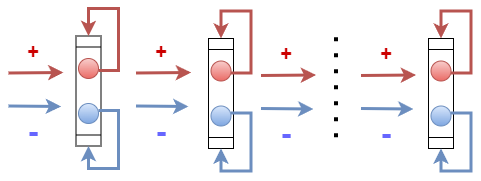 + + + +
- - - -